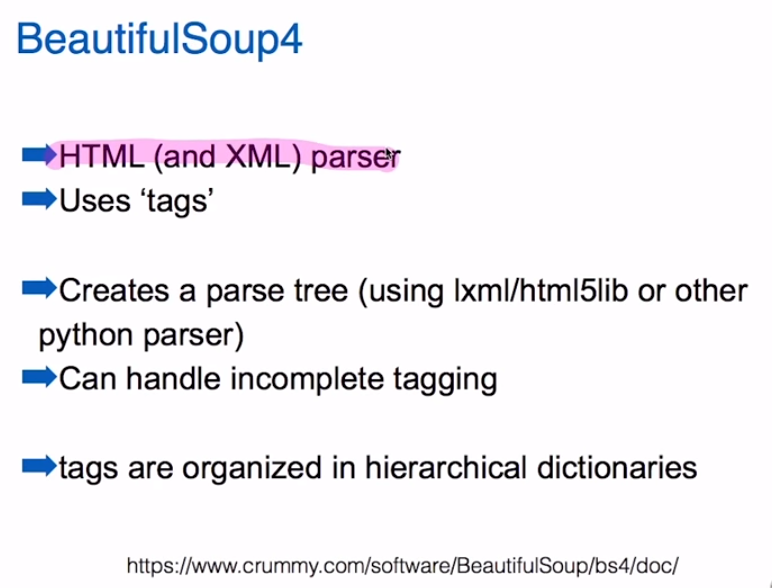 BeautifulSoup4
HTML (and XML) parser
Uses ‘tags’
Creates a parse tree (using lxml/html5lib or other
python parser)
Can handle incomplete tagging
tags are organized in hierarchical dictionaries
https://www.crummy.com/software/BeautifulSoup/bs4/doc/